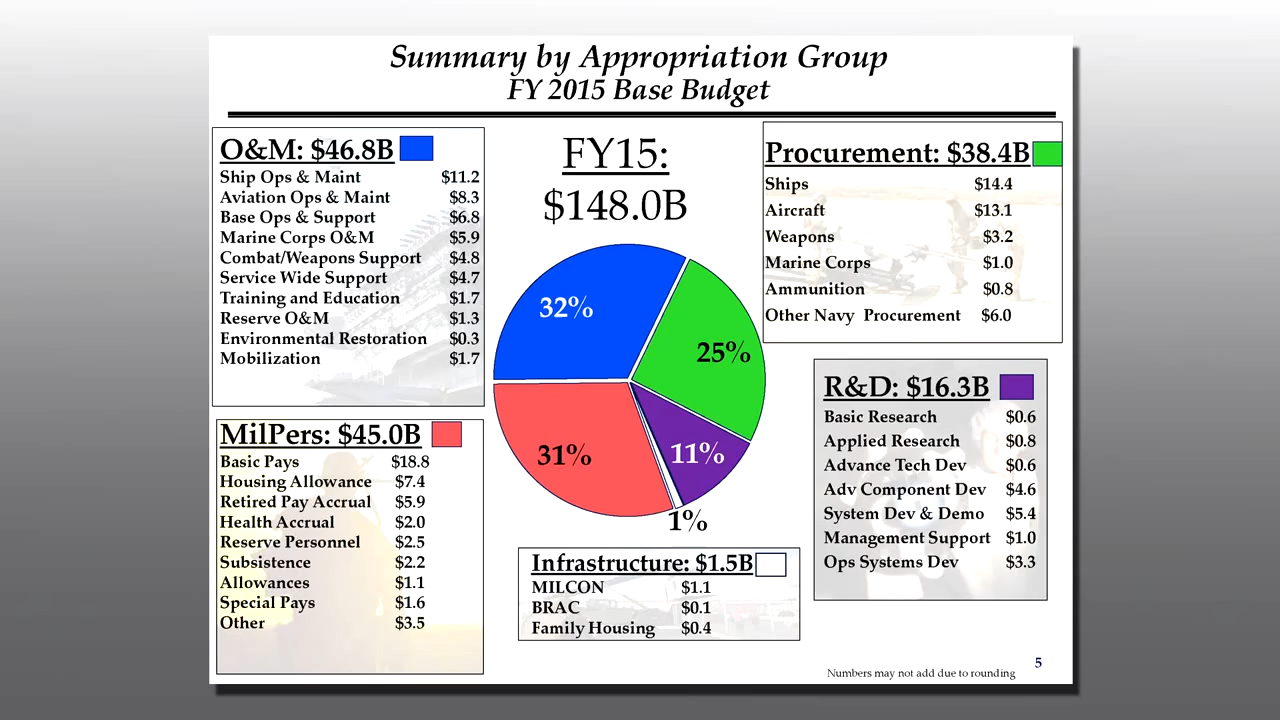 Summary by Appropriation Group
FY 2015 Base Budget
O&M: $46.8B
Ship Ops & Maint $11.2
Aviation Ops & Maint $8.3
Base Ops & Support $6.8
Marine Corps O&M $5.9
Combat/Weapons Support $4.8
Service Wide Support $4.7
Training and Education $1.7
Reserve O&M $1.3
Environmental Restoration $0.3
Mobilization $1.7
MilPers: $45.0B
Basic Pays $18.8
Housing Allowance $7.4
Retired Pay Accrual $5.9
Health Accrual $2.0
Reserve Personnel $2.5
Subsistence $2.2
Allowances $1.1
Special Pays $1.6
Other $3.5
FY15:
$148.0B
32%
25%
31%
11%
1%
Infrastructure: $1.5B
MILCON $1.1
BRAC $0.1
Family Housing $0.4
Procurement: $38.4B
Ships $14.4
Aircraft $13.1
Weapons $3.2
Marine Corps $1.0
Ammunition $0.8
Other Navy Procurement $6.0
R&D: $16.3B
Basic Research $0.6
Applied Research $0.8
Advance Tech Dev $0.6
Adv Component Dev $4.6
System Dev & Demo $5.4
Management Support $1.0
Ops Systems Dev $3.3
5
Numbers may not add due to rounding